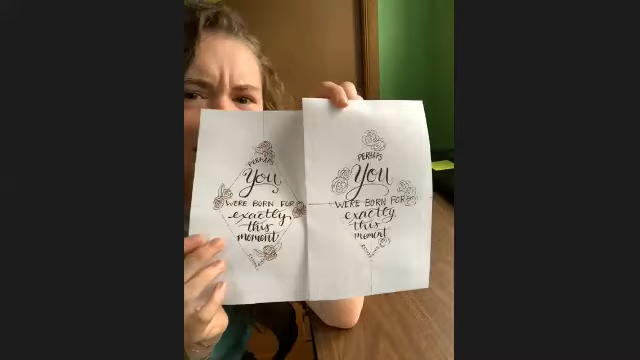 PERHAPS
You
WERE BORN FOR
exactly
this
moment
PERHAPS
You
WERE BORN FOR
exactly
this
moment